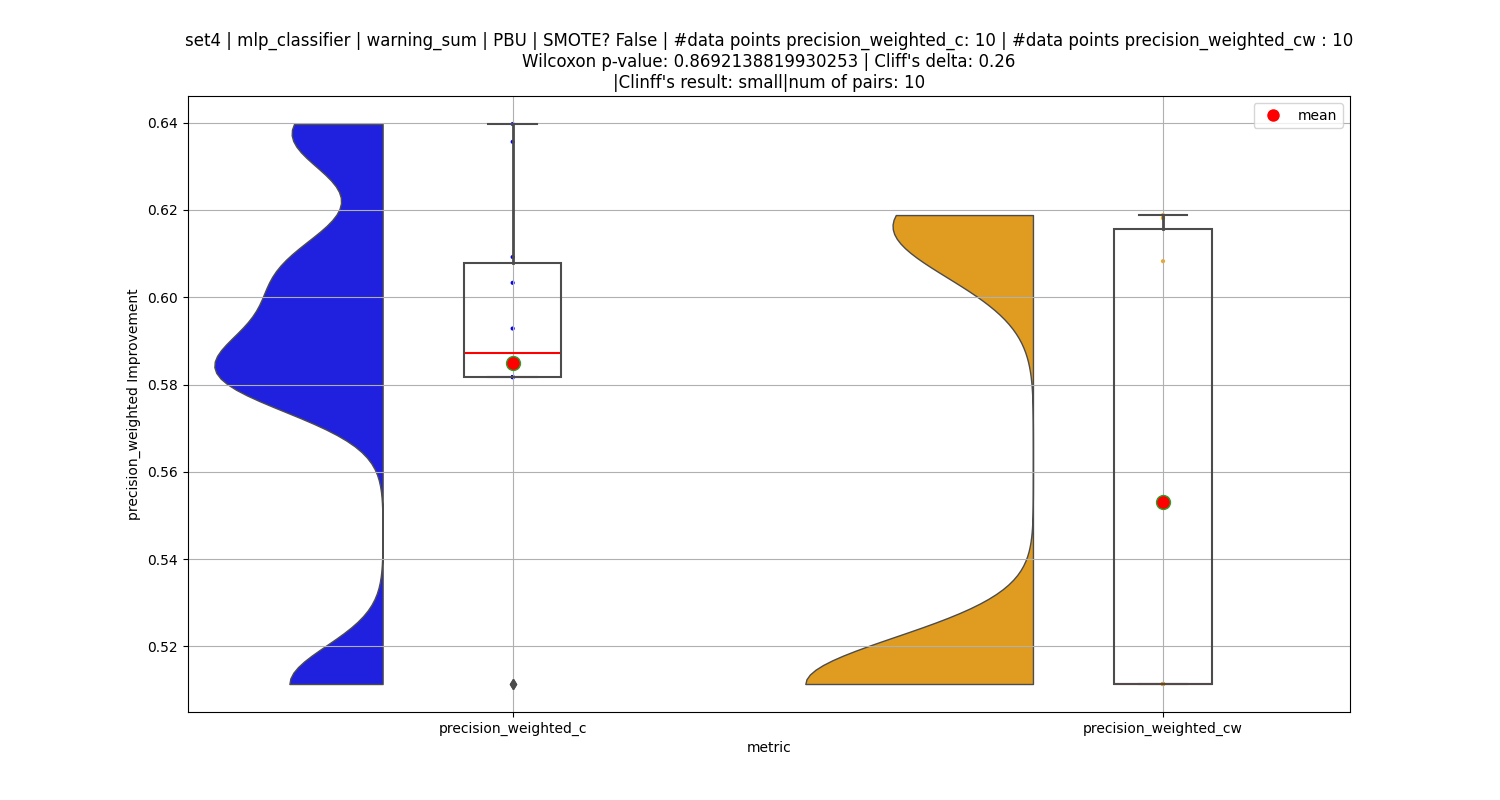 set4 | mlp_classifier | warning_sum | PBU | SMOTE? False | #data points precision_weighted_c: 10 | #data points precision_weighted_cw : 10
Wilcoxon p-value: 0.8692138819930253 | Cliff's delta: 0.26
|Clinff's result: small|num of pairs: 10
mean
0.64
0.62
0.60
0.58
0.56
0.54
0.52
precision_weighted Improvement
precision_weighted_c
precision_weighted_cw
metric